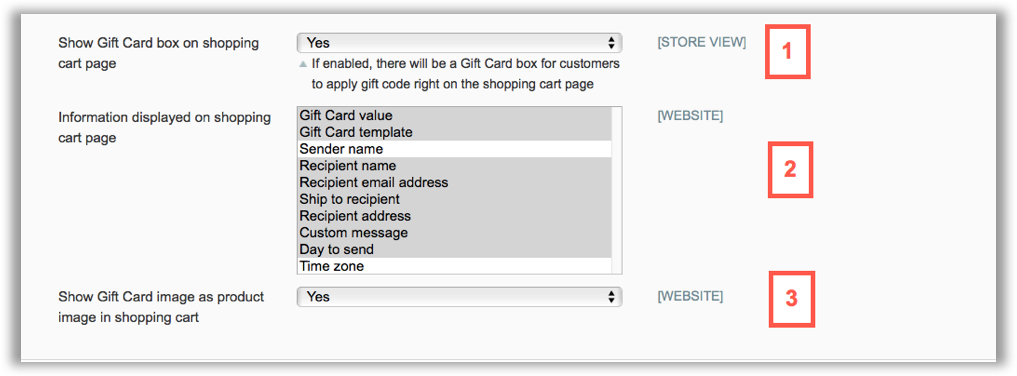 Show Gift Card box on shopping
cart page
Yes
[STORE VIEW]
1
If enabled, there will be a Gift Card box for customers
to apply gift code right on the shopping cart page
Information displayed on shopping
cart page
Gift Card value
Gift Card template
Sender name
Recipient name
Recipient email address
Ship to recipient
Recipient address
Custom message
Day to send
Time zone
[WEBSITE]
2
Show Gift Card image as product
image in shopping cart
Yes
[WEBSITE]
3